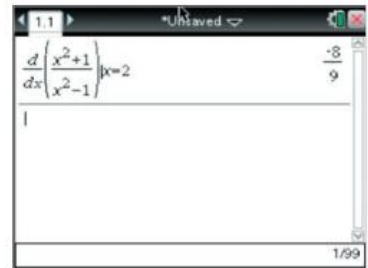 1.1 *Unsaved
d/dx((x²+1)/(x²-1))|x=2 -8/9
1/99